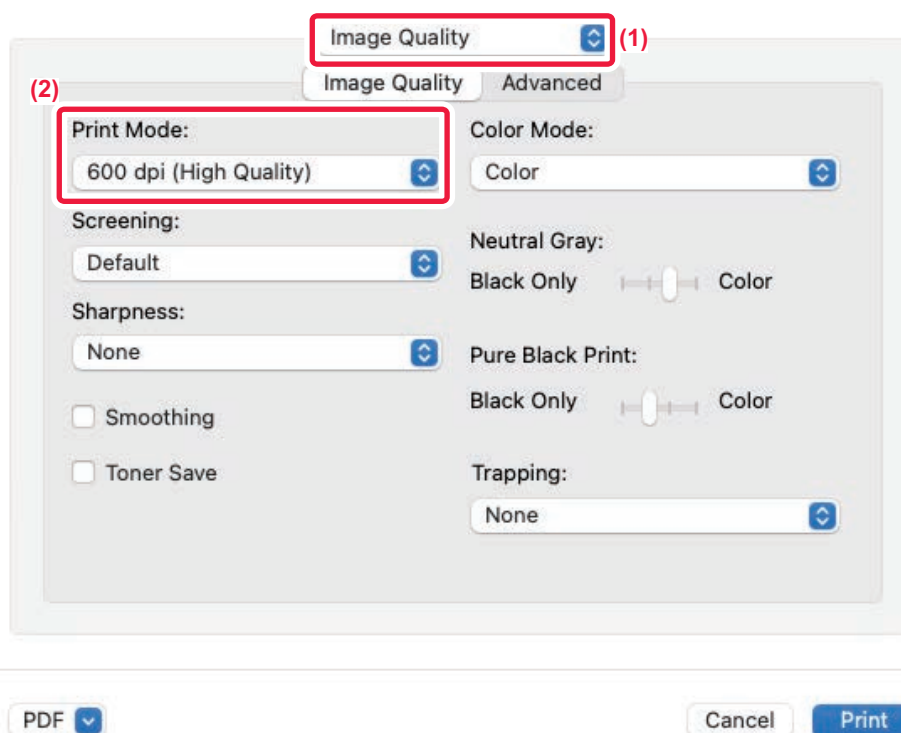 Image Quality
(1)
Image Quality Advanced
(2)
Print Mode:
600 dpi (High Quality)
Screening:
Default
Sharpness:
None
Smoothing
Toner Save
Color Mode:
Color
Neutral Gray:
Black Only Color
Pure Black Print:
Black Only Color
Trapping:
None
PDF Cancel Print